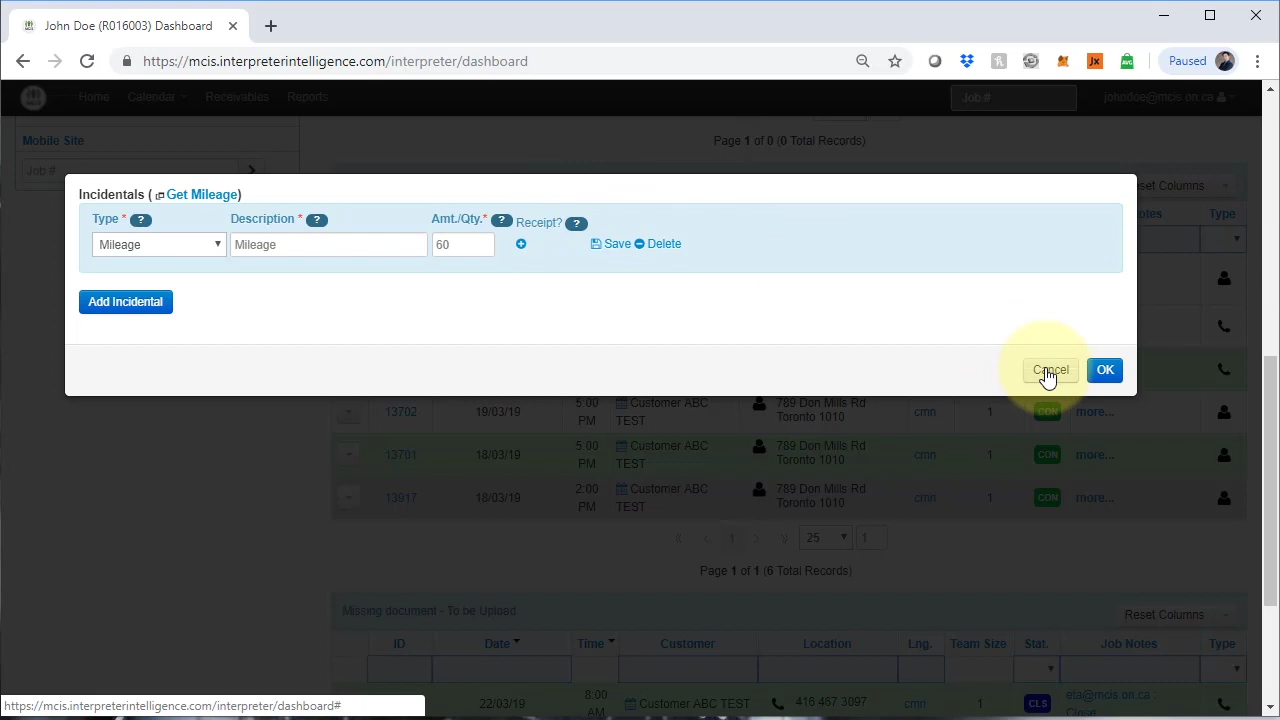 John Doe (R016003) Dashboard
https://mcis.interpreterintelligence.com/interpreter/dashboard
Paused
Home Calendar Receivables Reports Job # johndoe@mcis.on.ca
Mobile Site
Job #
Page 1 of 0 (0 Total Records)
Reset Columns
Notes Type
Incidentals ( Get Mileage)
Type * ? Description * ? Amt./Qty.* ? Receipt? ?
Mileage Mileage 60 Save Delete
Add Incidental
Cancel OK
13702 19/03/19 5:00 PM Customer ABC TEST 789 Don Mills Rd Toronto 1010 cmn 1 CON more...
13701 18/03/19 5:00 PM Customer ABC TEST 789 Don Mills Rd Toronto 1010 cmn 1 CON more...
13917 18/03/19 2:00 PM Customer ABC TEST 789 Don Mills Rd Toronto 1010 cmn 1 CON more...
1 25 1
Page 1 of 1 (6 Total Records)
Missing document - To be Upload Reset Columns
ID Date Time Customer Location Lng. Team Size Stat. Job Notes Type
22/03/19 8:00 AM Customer ABC TEST 416 457 3097 cmn 1 CLS eta@mcis.on.ca : Close
https://mcis.interpreterintelligence.com/interpreter/dashboard#